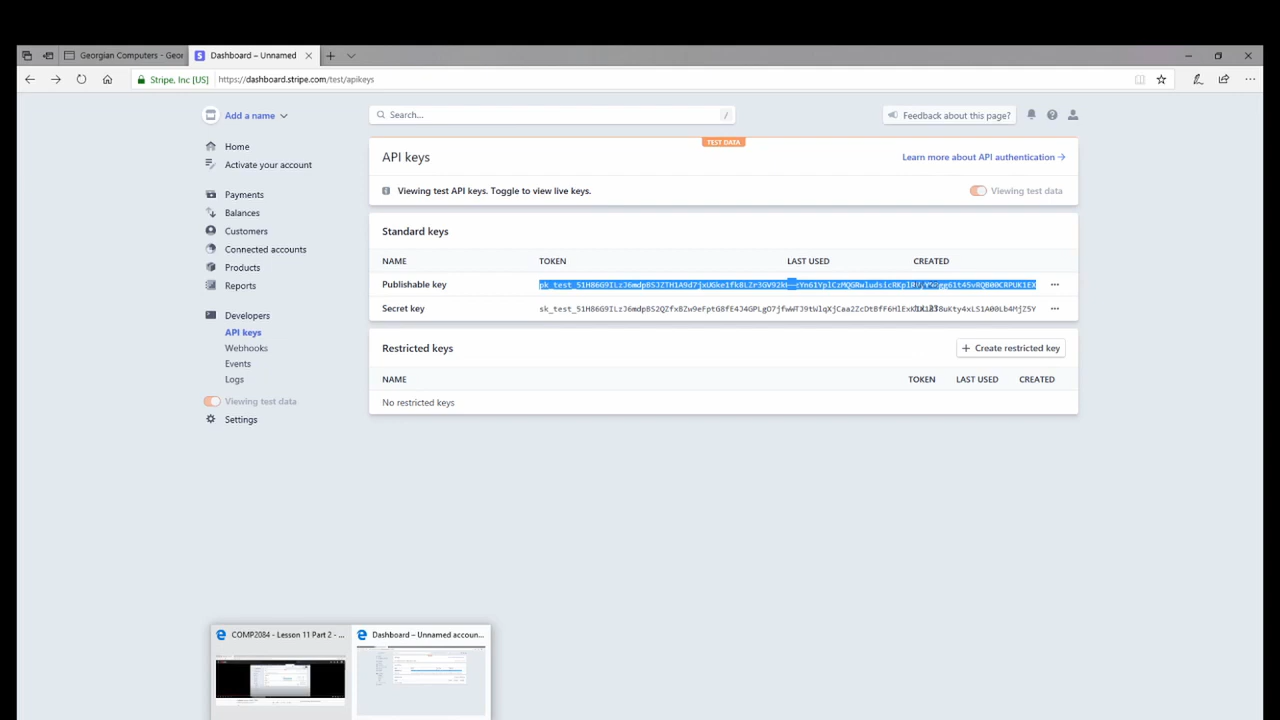 Georgian Computers - Geor
Dashboard – Unnamed
Stripe, Inc [US]
https://dashboard.stripe.com/test/apikeys
Add a name
Search...
/
Feedback about this page?
TEST DATA
Home
Activate your account
Payments
Balances
Customers
Connected accounts
Products
Reports
Developers
API keys
Webhooks
Events
Logs
Viewing test data
Settings
API keys
Learn more about API authentication →
Viewing test API keys. Toggle to view live keys.
Viewing test data
Standard keys
NAME TOKEN LAST USED CREATED
Publishable key
Secret key
Restricted keys
+ Create restricted key
NAME TOKEN LAST USED CREATED
No restricted keys
COMP2084 - Lesson 11 Part 2 - ...
Dashboard – Unnamed accoun...